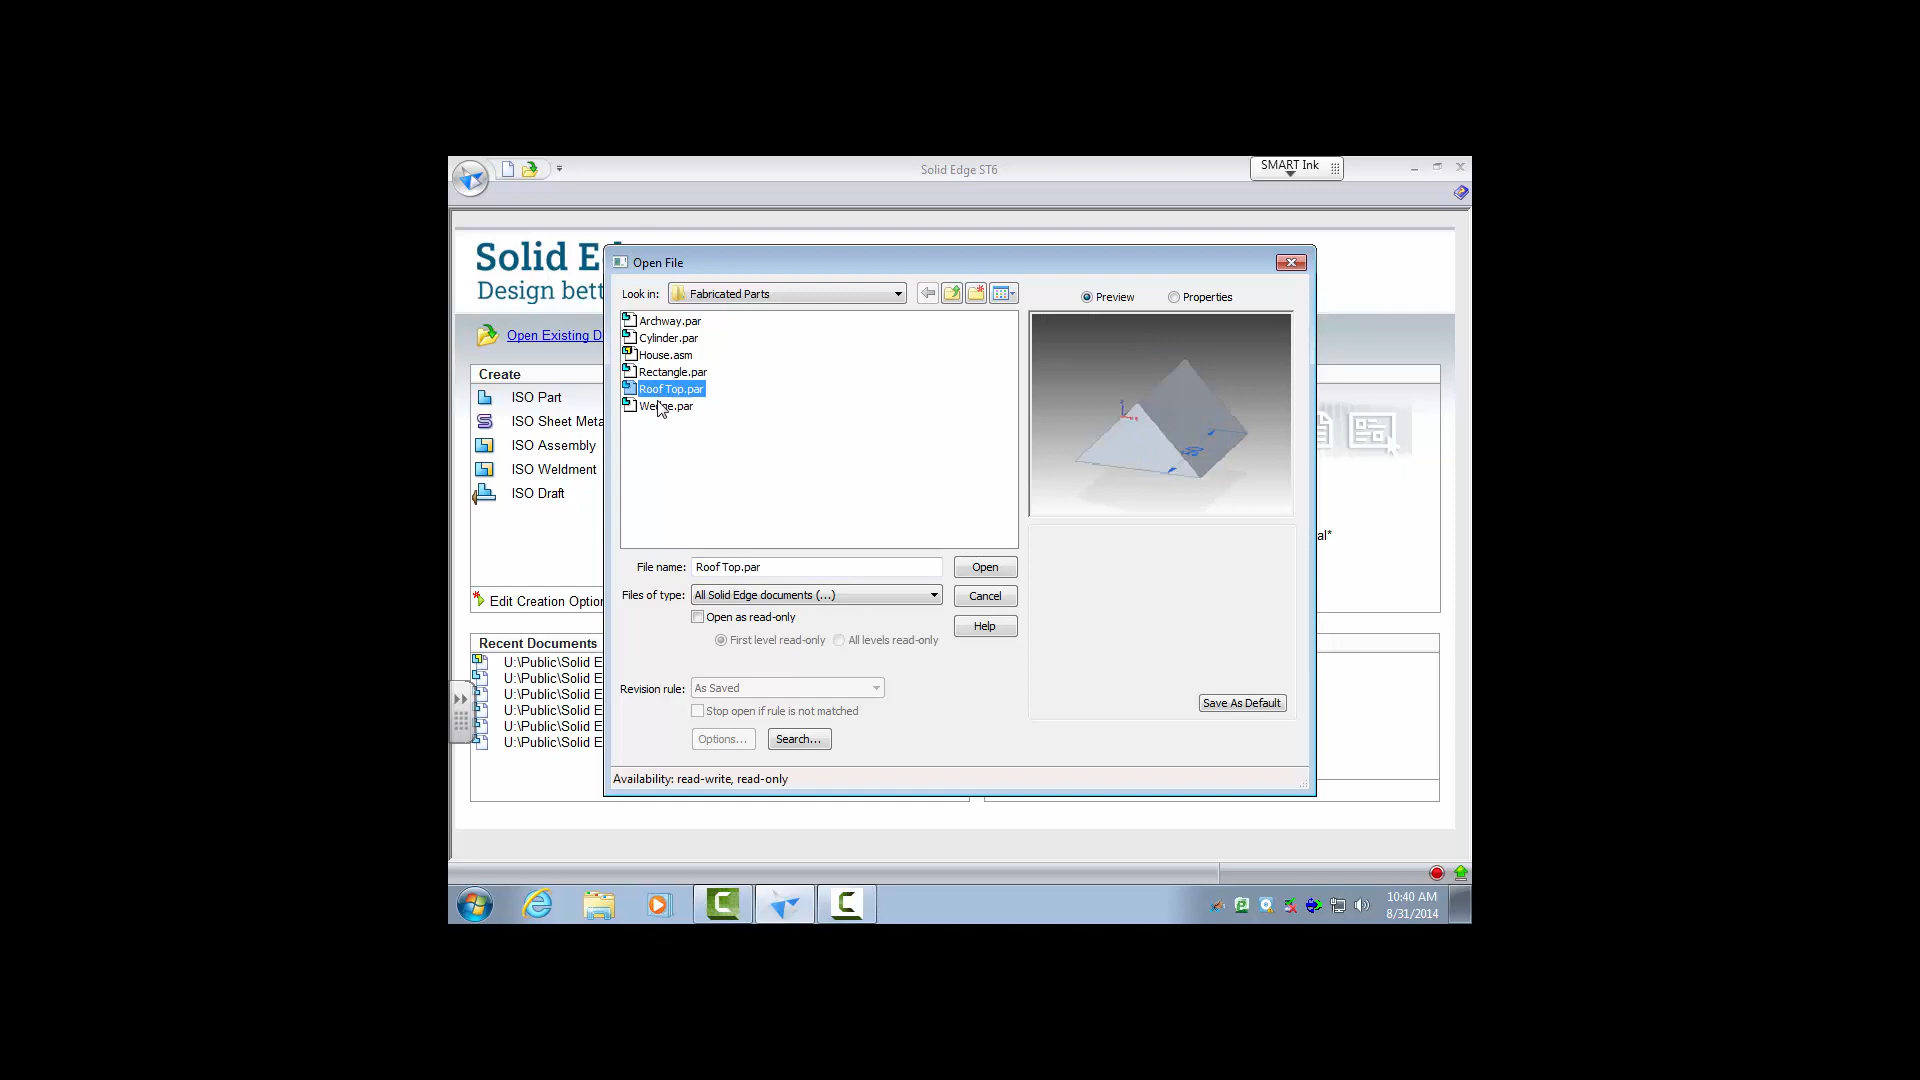 Solid Edge ST6
SMART Ink
Solid Ed
Design bett
Open File
Look in: Fabricated Parts
Preview
Properties
Open Existing D
Archway.par
Cylinder.par
House.asm
Rectangle.par
Roof Top.par
Wedge.par
Create
ISO Part
ISO Sheet Meta
ISO Assembly
ISO Weldment
ISO Draft
al*
File name: Roof Top.par
Open
Files of type: All Solid Edge documents (...)
Cancel
Edit Creation Option
Open as read-only
Help
First level read-only All levels read-only
Recent Documents
U:\Public\Solid E
U:\Public\Solid E
U:\Public\Solid E
U:\Public\Solid E
U:\Public\Solid E
U:\Public\Solid E
Revision rule: As Saved
Save As Default
Stop open if rule is not matched
Options... Search...
Availability: read-write, read-only
10:40 AM
8/31/2014